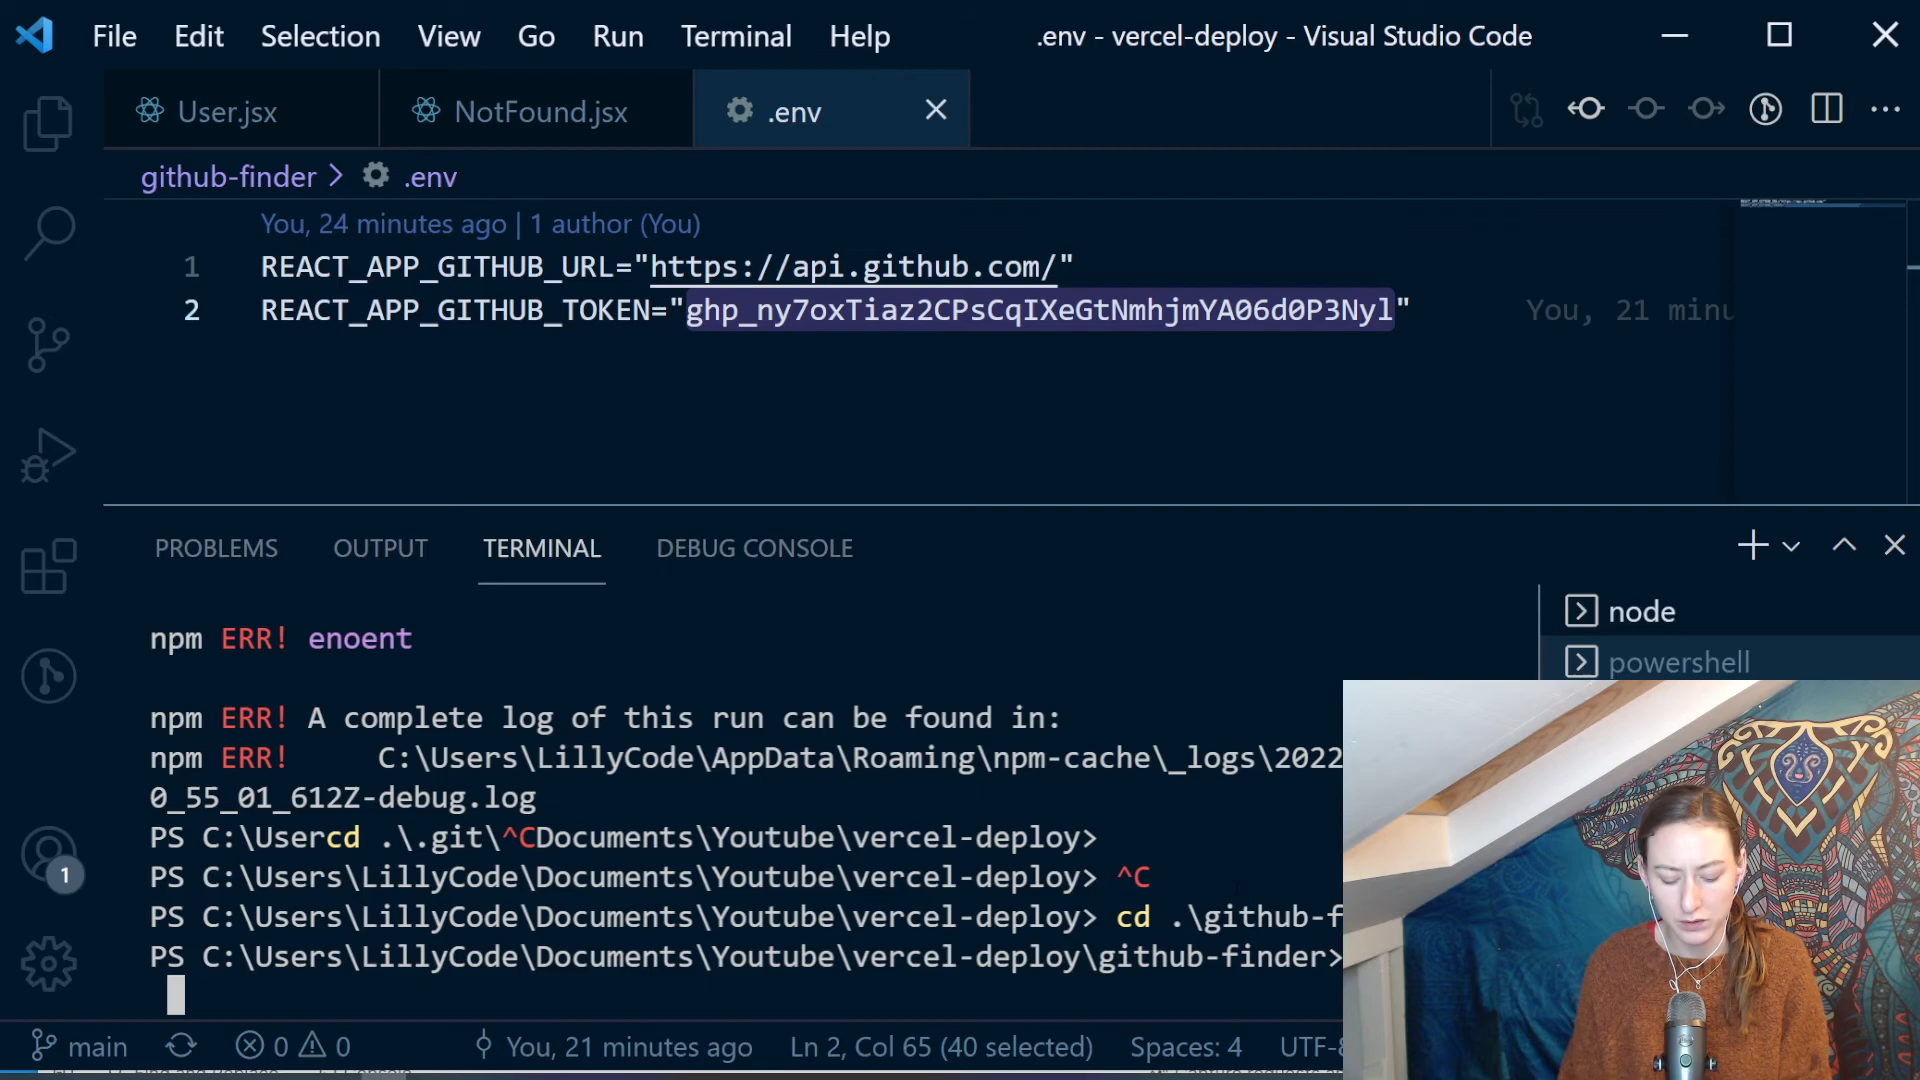 File Edit Selection View Go Run Terminal Help .env - vercel-deploy - Visual Studio Code
User.jsx NotFound.jsx .env
github-finder > .env
You, 24 minutes ago | 1 author (You)
1 REACT_APP_GITHUB_URL="https://api.github.com/"
2 REACT_APP_GITHUB_TOKEN="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" You, 21 minu
PROBLEMS OUTPUT TERMINAL DEBUG CONSOLE
node
powershell
npm ERR! enoent
npm ERR! A complete log of this run can be found in:
npm ERR! C:\Users\LillyCode\AppData\Roaming\npm-cache\_logs\2022
0_55_01_612Z-debug.log
PS C:\Usercd .\.git\^CDocuments\Youtube\vercel-deploy>
PS C:\Users\LillyCode\Documents\Youtube\vercel-deploy> ^C
PS C:\Users\LillyCode\Documents\Youtube\vercel-deploy> cd .\github-f
PS C:\Users\LillyCode\Documents\Youtube\vercel-deploy\github-finder>
1
main 0 0 You, 21 minutes ago Ln 2, Col 65 (40 selected) Spaces: 4 UTF-8